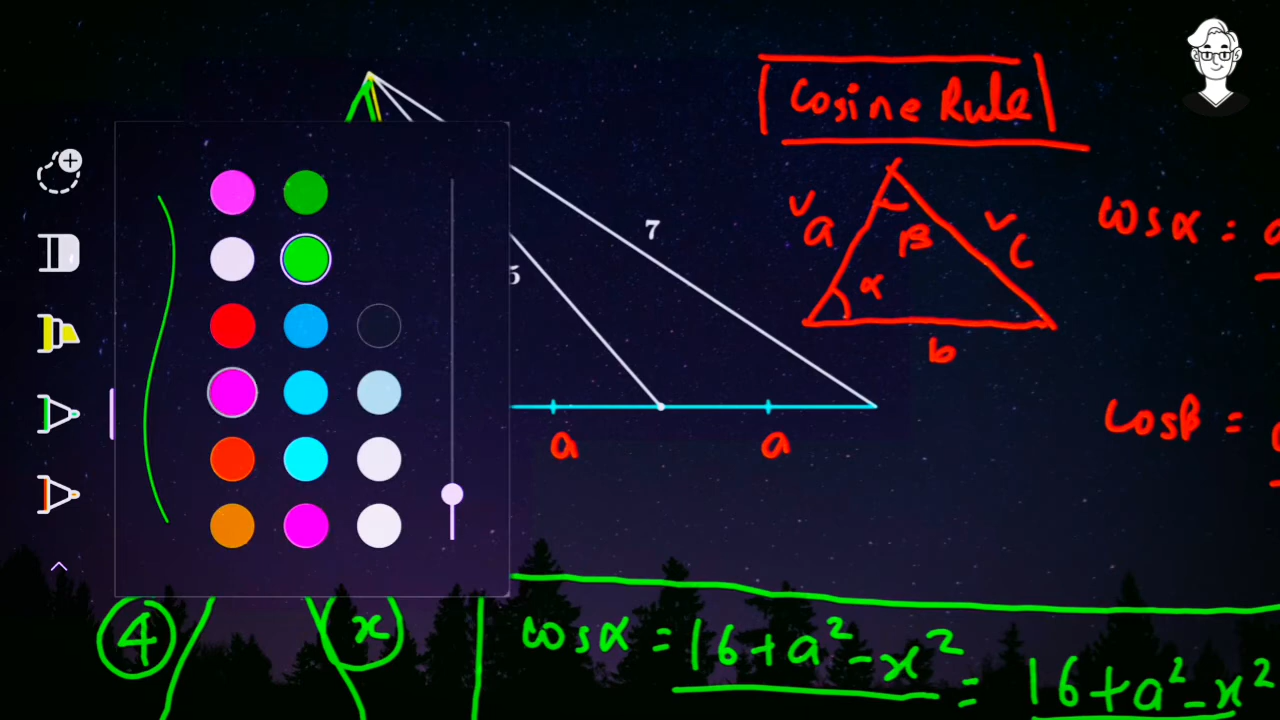 Cosine Rule
7
5
a
c
β
α
b
cosα = a
a a
cosβ =
4
x
cosα = 16+a²-x² = 16+a²-x²